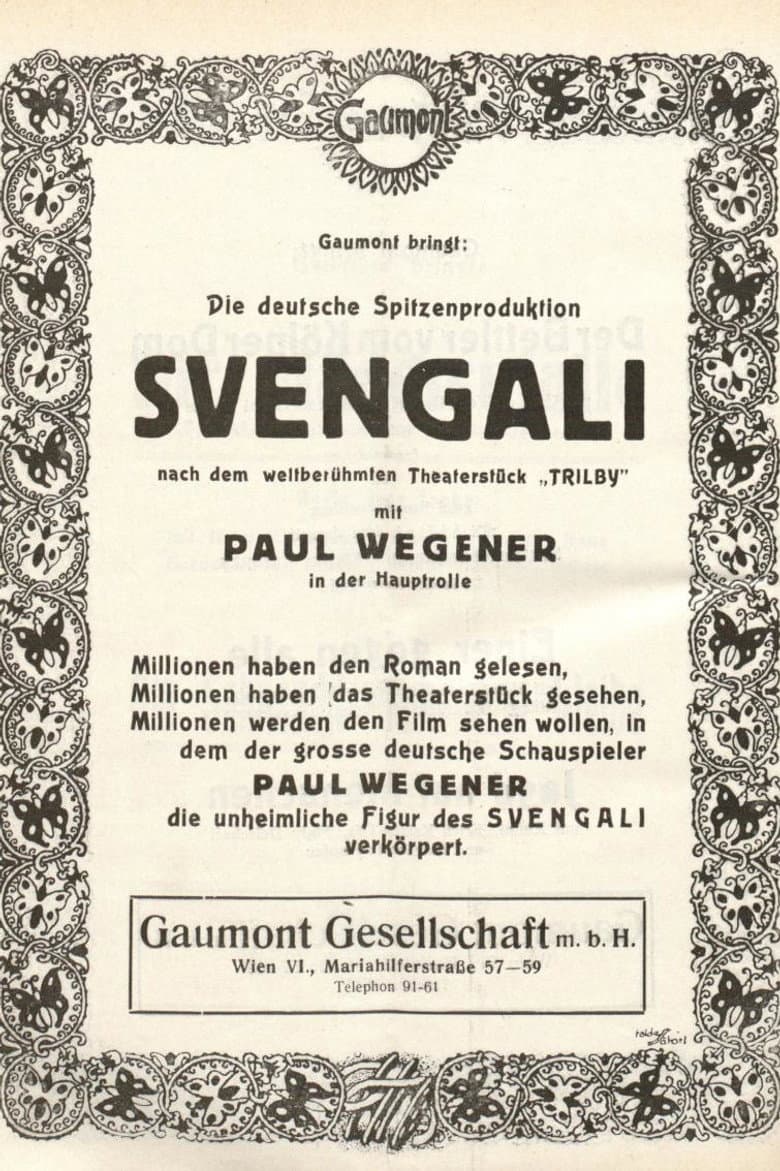 Gaumont
Gaumont bringt:
Die deutsche Spitzenproduktion
SVENGALI
nach dem weltberühmten Theaterstück „TRILBY"
mit
PAUL WEGENER
in der Hauptrolle
Millionen haben den Roman gelesen,
Millionen haben das Theaterstück gesehen,
Millionen werden den Film sehen wollen, in
dem der grosse deutsche Schauspieler
PAUL WEGENER
die unheimliche Figur des SVENGALI
verkörpert.
Gaumont Gesellschaft m. b. H.
Wien VI., Mariahilferstraße 57—59
Telephon 91-61